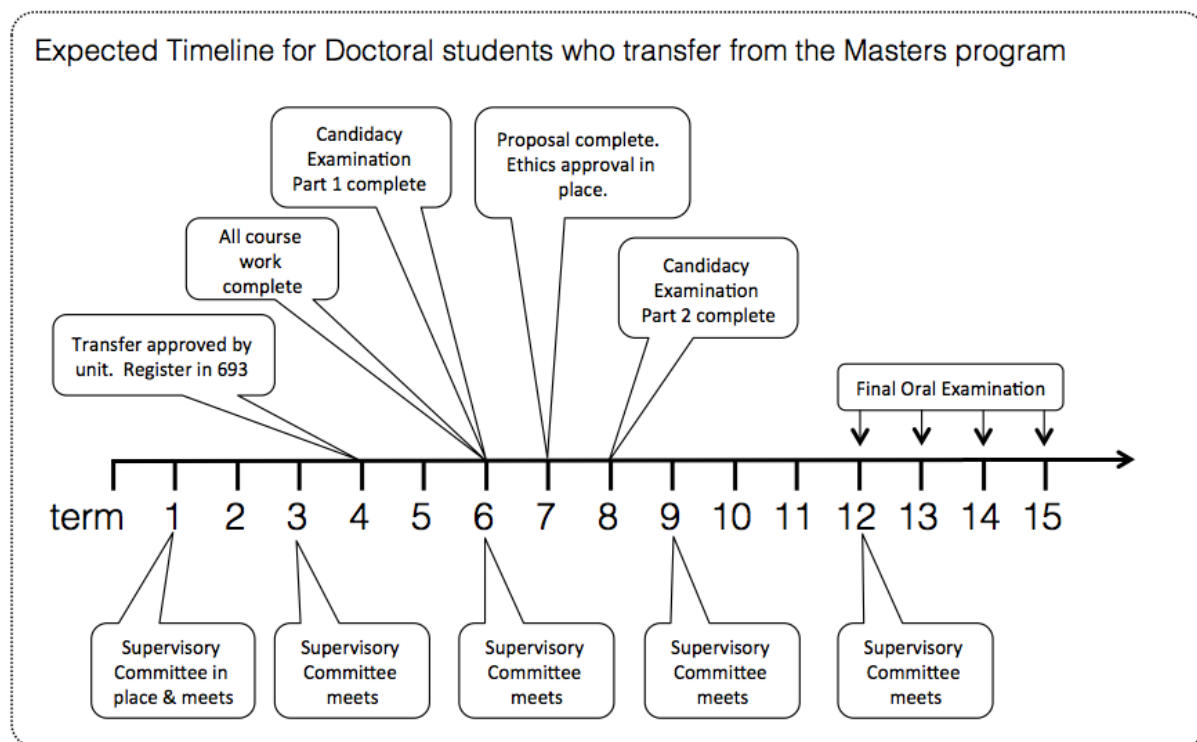 Expected Timeline for Doctoral students who transfer from the Masters program
Candidacy
Examination
Part 1 complete
Proposal complete.
Ethics approval in
place.
All course
work
complete
Candidacy
Examination
Part 2 complete
Transfer approved by
unit. Register in 693
Final Oral Examination
term 1 2 3 4 5 6 7 8 9 10 11 12 13 14 15
Supervisory
Committee in
place & meets
Supervisory
Committee
meets
Supervisory
Committee
meets
Supervisory
Committee
meets
Supervisory
Committee
meets